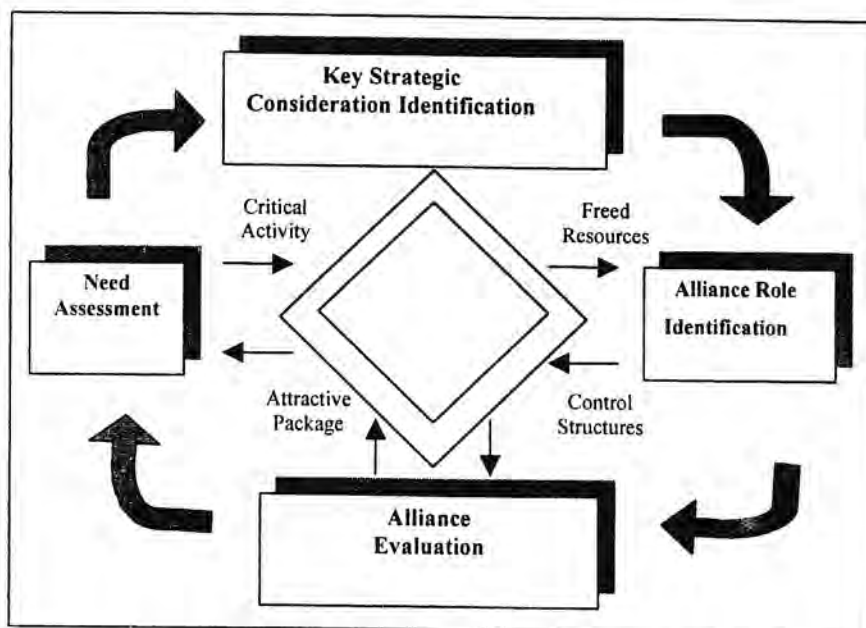 Key Strategic
Consideration Identification
Critical
Activity
Freed
Resources
Need
Assessment
Alliance Role
Identification
Attractive
Package
Control
Structures
Alliance
Evaluation